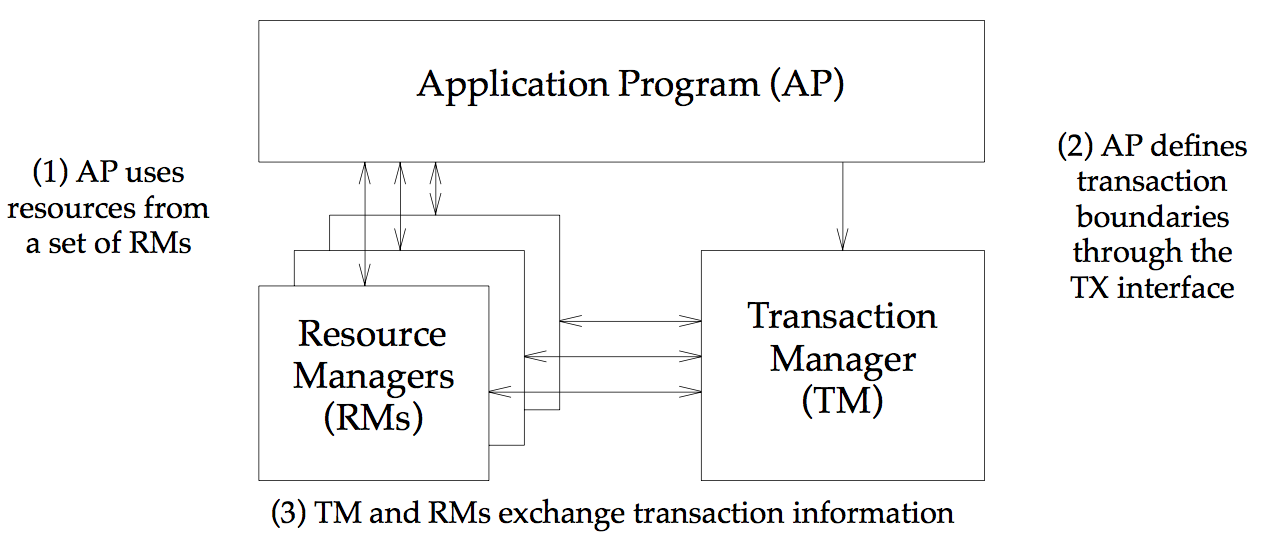 Application Program (AP)
(1) AP uses
resources from
a set of RMs
(2) AP defines
transaction
boundaries
through the
TX interface
Resource
Managers
(RMs)
Transaction
Manager
(TM)
(3) TM and RMs exchange transaction information